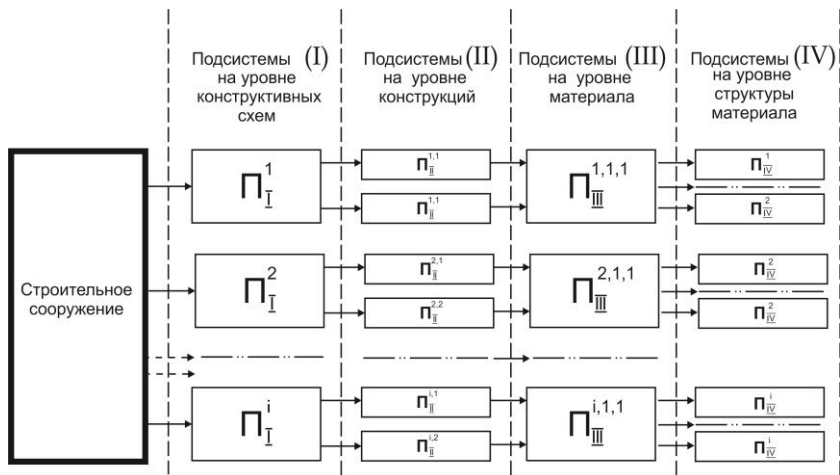 Подсистемы (I)
на уровне
конструктивных
схем
Подсистемы (II)
на уровне
конструкций
Подсистемы (III)
на уровне
материала
Подсистемы (IV)
на уровне
структуры
материала
Строительное
сооружение
П 1 I
П 1,1 II
П 1,1 II
П 1,1,1 III
П 1 IV
П 2 IV
П 2 I
П 2,1 II
П 2,2 II
П 2,1,1 III
П 2 IV
П 2 IV
П i I
П i,1 II
П i,2 II
П i,1,1 III
П i IV
П i IV